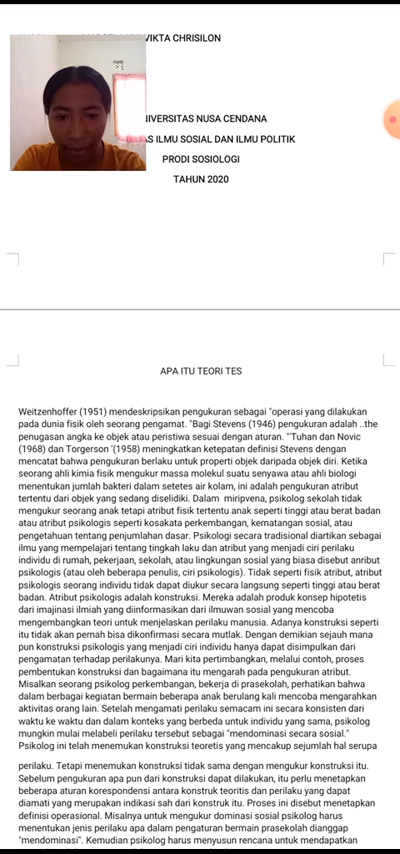 VIKTA CHRISILON
NIVERSITAS NUSA CENDANA
AS ILMU SOSIAL DAN ILMU POLITIK
PRODI SOSIOLOGI
TAHUN 2020
APA ITU TEORI TES
Weitzenhoffer (1951) mendeskripsikan pengukuran sebagai "operasi yang dilakukan
pada dunia fisik oleh seorang pengamat. "Bagi Stevens (1946) pengukuran adalah ..the
penugasan angka ke objek atau peristiwa sesuai dengan aturan. "'Tuhan dan Novic
(1968) dan Torgerson '(1958) meningkatkan ketepatan definisi Stevens dengan
mencatat bahwa pengukuran berlaku untuk properti objek daripada objek diri. Ketika
seorang ahli kimia fisik mengukur massa molekul suatu senyawa atau ahli biologi
menentukan jumlah bakteri dalam setetes air kolam, ini adalah pengukuran atribut
tertentu dari objek yang sedang diselidiki. Dalam miripvena, psikolog sekolah tidak
mengukur seorang anak tetapi atribut fisik tertentu anak seperti tinggi atau berat badan
atau atribut psikologis seperti kosakata perkembangan, kematangan sosial, atau
pengetahuan tentang penjumlahan dasar. Psikologi secara tradisional diartikan sebagai
ilmu yang mempelajari tentang tingkah laku dan atribut yang menjadi ciri perilaku
individu di rumah, pekerjaan, sekolah, atau lingkungan sosial yang biasa disebut anribut
psikologis (atau oleh beberapa penulis, ciri psikologis). Tidak seperti fisik atribut, atribut
psikologis seorang individu tidak dapat diukur secara langsung seperti tinggi atau berat
badan. Atribut psikologis adalah konstruksi. Mereka adalah produk konsep hipotetis
dari imajinasi ilmiah yang diinformasikan dari ilmuwan sosial yang mencoba
mengembangkan teori untuk menjelaskan perilaku manusia. Adanya konstruksi seperti
itu tidak akan pernah bisa dikonfirmasi secara mutlak. Dengan demikian sejauh mana
pun konstruksi psikologis yang menjadi ciri individu hanya dapat disimpulkan dari
pengamatan terhadap perilakunya. Mari kita pertimbangkan, melalui contoh, proses
pembentukan konstruksi dan bagaimana itu mengarah pada pengukuran atribut.
Misalkan seorang psikolog perkembangan, bekerja di prasekolah, perhatikan bahwa
dalam berbagai kegiatan bermain beberapa anak berulang kali mencoba mengarahkan
aktivitas orang lain. Setelah mengamati perilaku semacam ini secara konsisten dari
waktu ke waktu dan dalam konteks yang berbeda untuk individu yang sama, psikolog
mungkin mulai melabeli perilaku tersebut sebagai "mendominasi secara sosial."
Psikolog ini telah menemukan konstruksi teoretis yang mencakup sejumlah hal serupa
perilaku. Tetapi menemukan konstruksi tidak sama dengan mengukur konstruksi itu.
Sebelum pengukuran apa pun dari konstruksi dapat dilakukan, itu perlu menetapkan
beberapa aturan korespondensi antara konstruk teoritis dan perilaku yang dapat
diamati yang merupakan indikasi sah dari konstruk itu. Proses ini disebut menetapkan
definisi operasional. Misalnya untuk mengukur dominasi sosial psikolog harus
menentukan jenis perilaku apa dalam pengaturan bermain prasekolah dianggap
"mendominasi". Kemudian psikolog harus menyusun rencana untuk mendapatkan